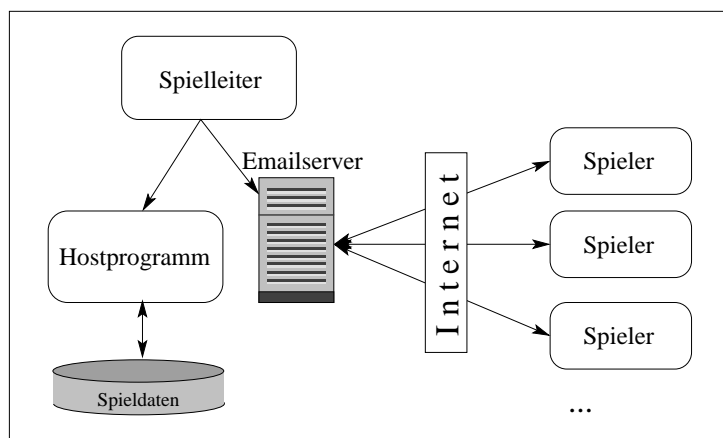 Spielleiter
Emailserver
Hostprogramm
Spieldaten
Internet
Spieler
Spieler
Spieler
...